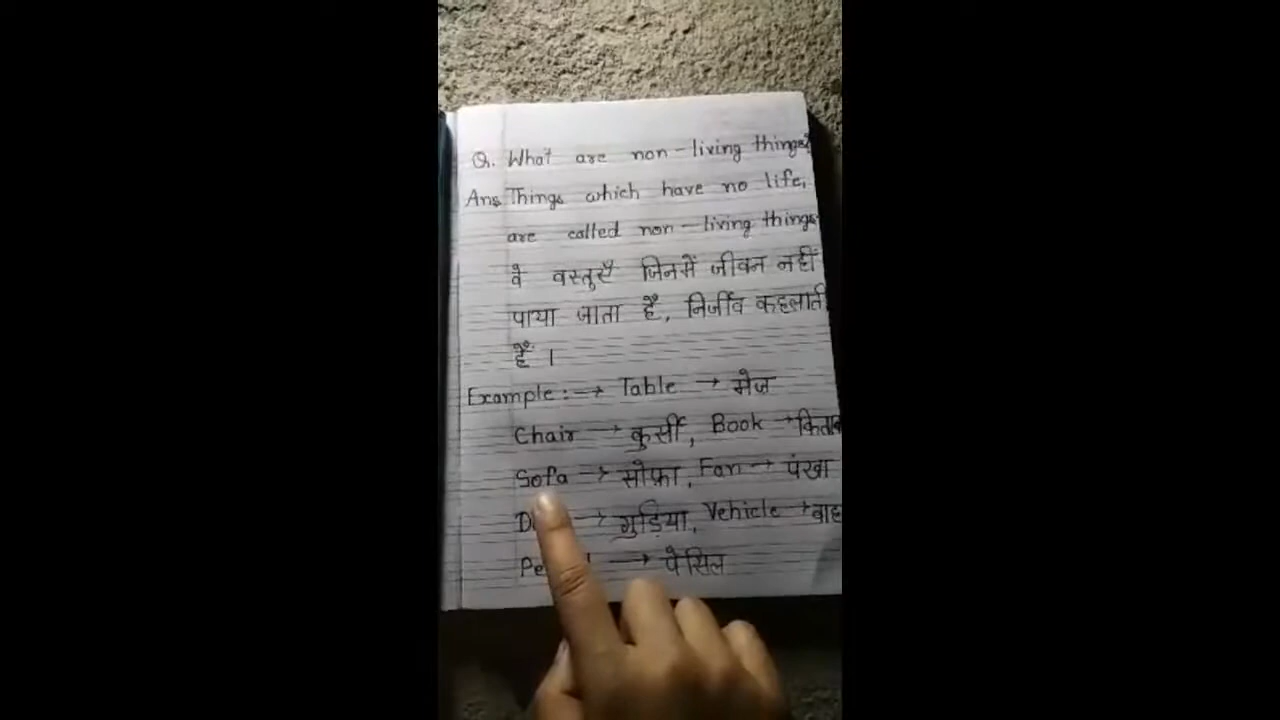 Q. What are non-living things?
Ans Things which have no life,
are called non-living things.
वे वस्तुएँ जिनमें जीवन नहीं
पाया जाता हैं, निर्जीव कहलाती
हैं ।
Example:→ Table → मेज
Chair → कुर्सी, Book → किताब
Sofa → सोफ़ा, Fan → पंखा
→ गुड़िया, Vehicle →
→ पेंसिल